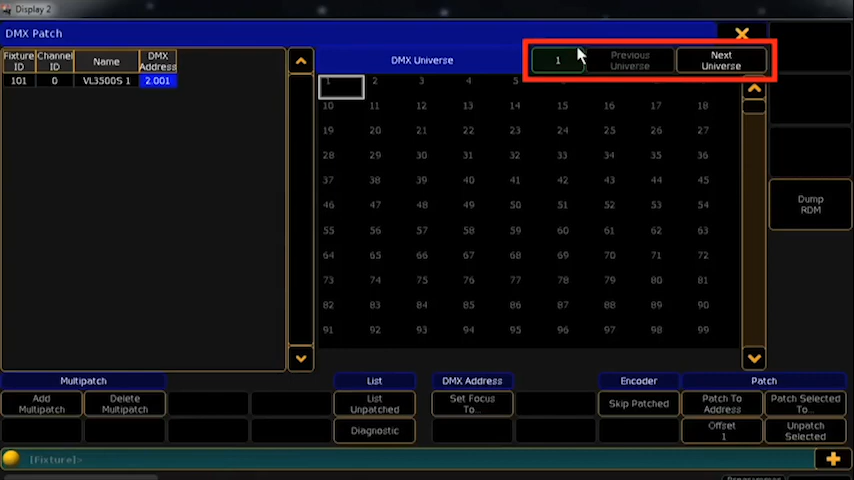 Display 2
DMX Patch
Fixture ID
Channel ID
Name
DMX Address
101 0 VL3500S 1 2.001
DMX Universe
1
Previous Universe
Next Universe
1 2 3 4 5
10 11 12 13 14 15 16 17 18
19 20 21 22 23 24 25 26 27
28 29 30 31 32 33 34 35 36
37 38 39 40 41 42 43 44 45
46 47 48 49 50 51 52 53 54
55 56 57 58 59 60 61 62 63
64 65 66 67 68 69 70 71 72
73 74 75 76 77 78 79 80 81
82 83 84 85 86 87 88 89 90
91 92 93 94 95 96 97 98 99
Dump RDM
Multipatch
List
DMX Address
Encoder
Patch
Add Multipatch
Delete Multipatch
List Unpatched
Set Focus To...
Skip Patched
Patch To Address
Patch Selected To...
Diagnostic
Offset 1
Unpatch Selected
[Fixture]>